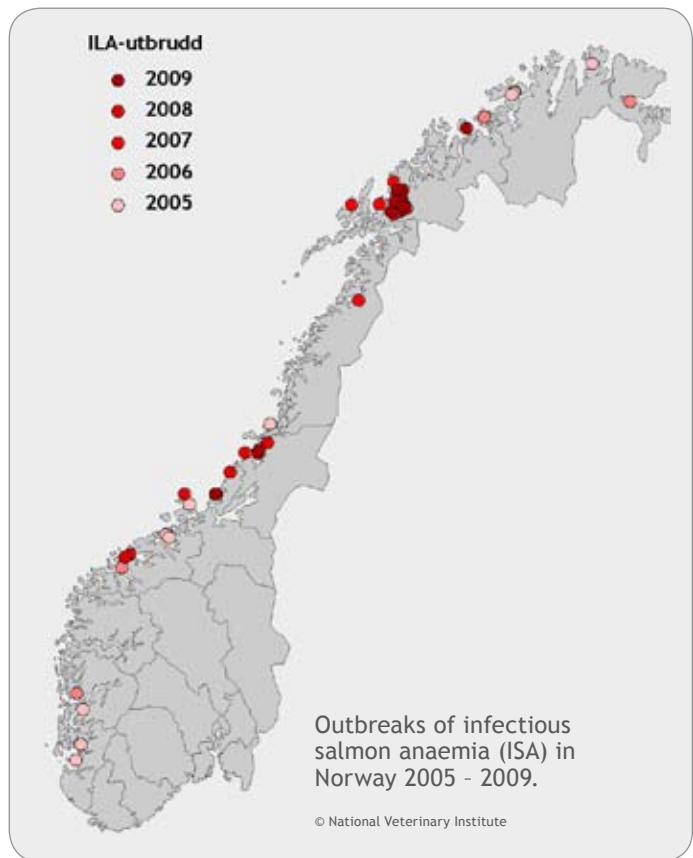 ILA-utbrudd
2009
2008
2007
2006
2005
Outbreaks of infectious
salmon anaemia (ISA) in
Norway 2005 – 2009.
© National Veterinary Institute